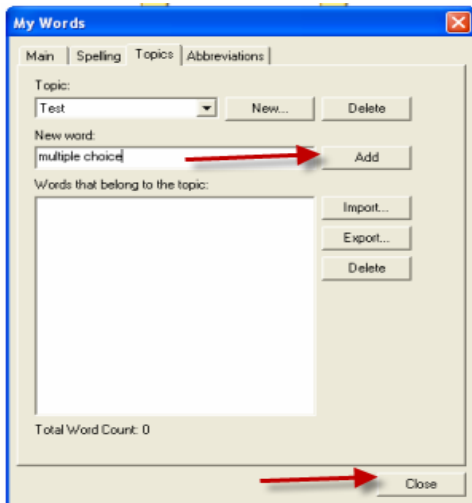 My Words
Main Spelling Topics Abbreviations
Topic:
Test New... Delete
New word:
multiple choice Add
Words that belong to the topic:
Import...
Export...
Delete
Total Word Count: 0
Close